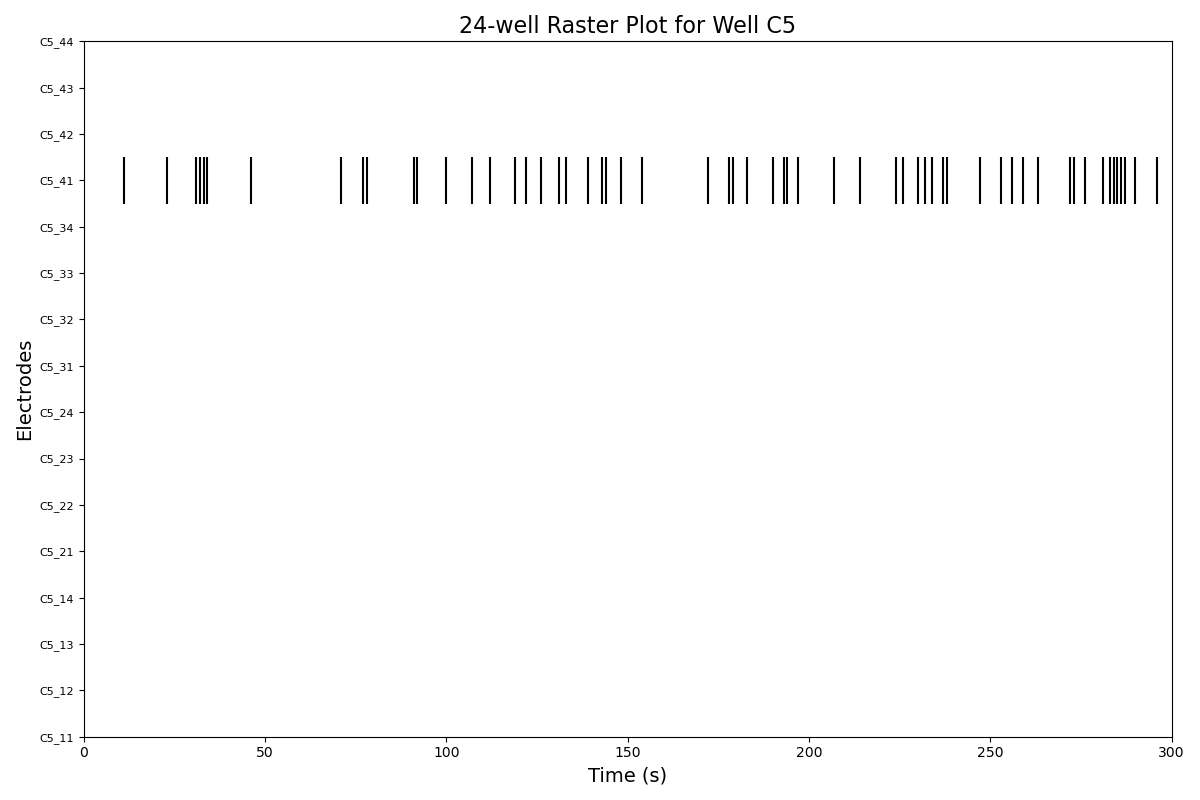 24-well Raster Plot for Well C5
C5_44
C5_43
C5_42
C5_41
C5_34
C5_33
C5_32
C5_31
C5_24
C5_23
C5_22
C5_21
C5_14
C5_13
C5_12
C5_11
Electrodes
0 50 100 150 200 250 300
Time (s)